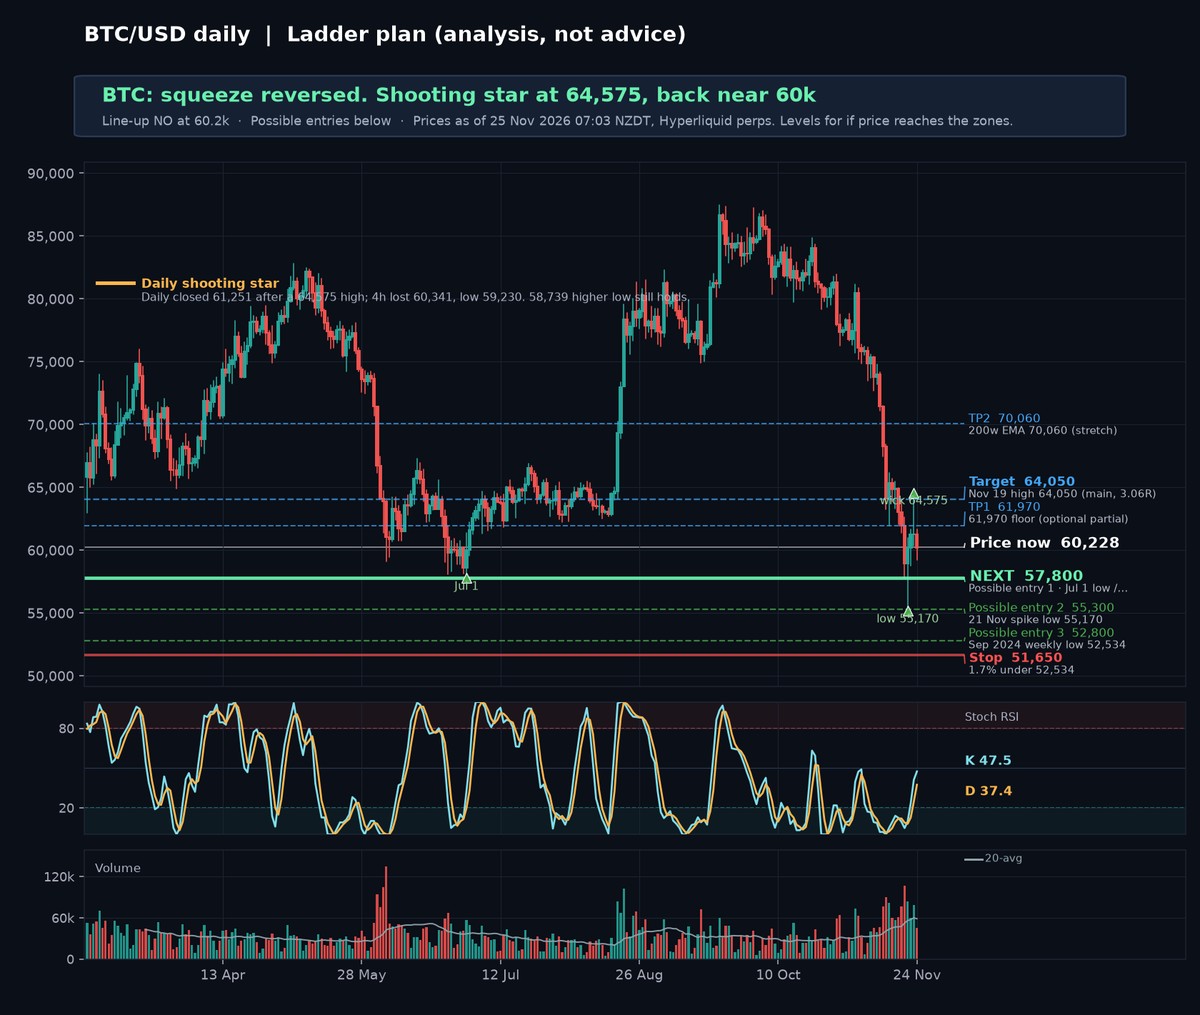 BTC/USD daily | Ladder plan (analysis, not advice)
BTC: squeeze reversed. Shooting star at 64,575, back near 60k
Line-up NO at 60.2k · Possible entries below · Prices as of 25 Nov 2026 07:03 NZDT, Hyperliquid perps. Levels for if price reaches the zones.
90,000
85,000
80,000
75,000
70,000
65,000
60,000
55,000
50,000
Daily shooting star
Daily closed 61,251 after a 64,575 high; 4h lost 60,341, low 59,230. 58,739 higher low still holds.
TP2 70,060
200w EMA 70,060 (stretch)
Target 64,050
Nov 19 high 64,050 (main, 3.06R)
wick 64,575
TP1 61,970
61,970 floor (optional partial)
Price now 60,228
NEXT 57,800
Possible entry 1 · Jul 1 low /...
Jul 1
Possible entry 2 55,300
21 Nov spike low 55,170
low 55,170
Possible entry 3 52,800
Sep 2024 weekly low 52,534
Stop 51,650
1.7% under 52,534
80
20
Stoch RSI
K 47.5
D 37.4
Volume
20-avg
120k
60k
0
13 Apr
28 May
12 Jul
26 Aug
10 Oct
24 Nov